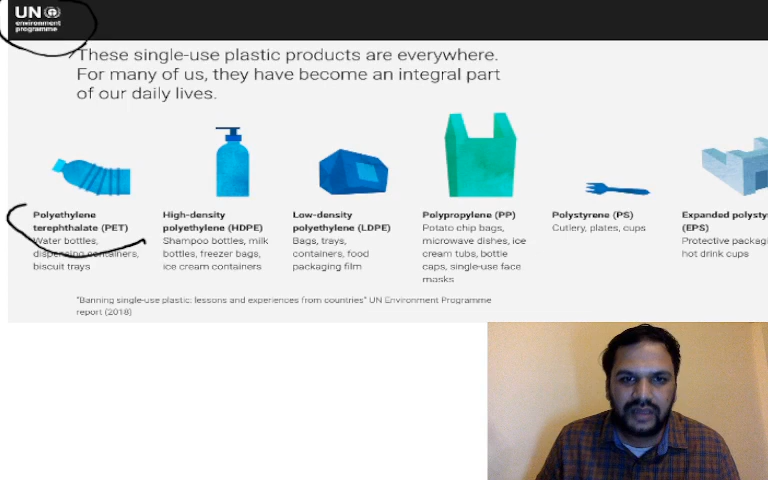 UN
environment
programme
These single-use plastic products are everywhere.
For many of us, they have become an integral part
of our daily lives.
Polyethylene
terephthalate (PET)
Water bottles,
dispensing containers,
biscuit trays
High-density
polyethylene (HDPE)
Shampoo bottles, milk
bottles, freezer bags,
ice cream containers
Low-density
polyethylene (LDPE)
Bags, trays,
containers, food
packaging film
Polypropylene (PP)
Potato chip bags,
microwave dishes, ice
cream tubs, bottle
caps, single-use face
masks
Polystyrene (PS)
Cutlery, plates, cups
Expanded polysty
(EPS)
Protective packagi
hot drink cups
"Banning single-use plastic: lessons and experiences from countries" UN Environment Programme
report (2018)